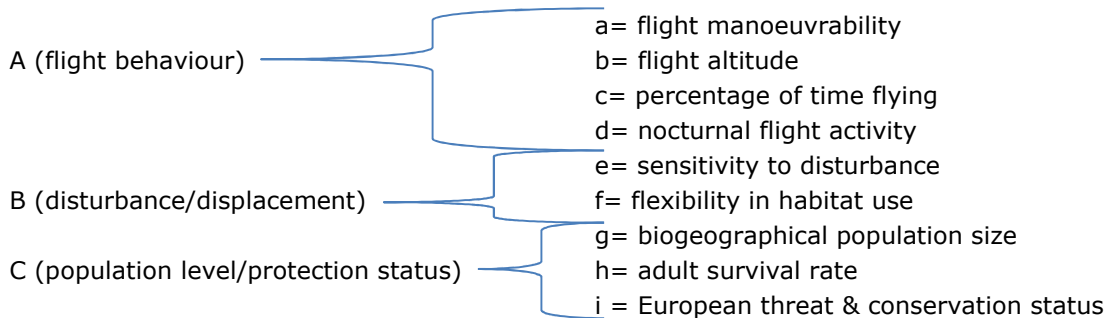 a= flight manoeuvrability
A (flight behaviour)
b= flight altitude
c= percentage of time flying
d= nocturnal flight activity
e= sensitivity to disturbance
B (disturbance/displacement)
f= flexibility in habitat use
g= biogeographical population size
C (population level/protection status)
h= adult survival rate
i = European threat & conservation status